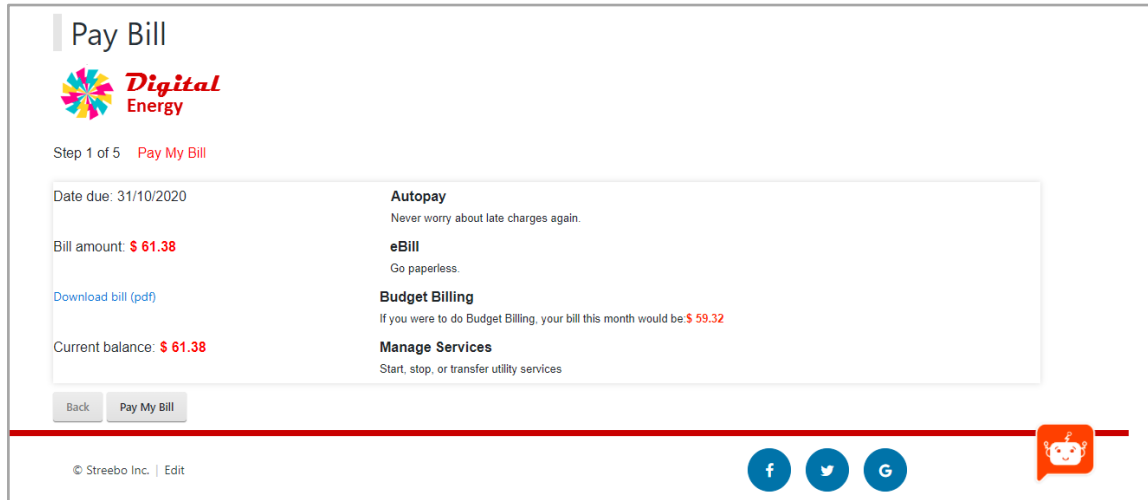 Pay Bill
Digital
Energy
Step 1 of 5 Pay My Bill
Date due: 31/10/2020
Autopay
Never worry about late charges again.
Bill amount: $ 61.38
eBill
Go paperless.
Download bill (pdf)
Budget Billing
If you were to do Budget Billing, your bill this month would be:$ 59.32
Current balance: $ 61.38
Manage Services
Start, stop, or transfer utility services
Back Pay My Bill
© Streebo Inc. | Edit
f G